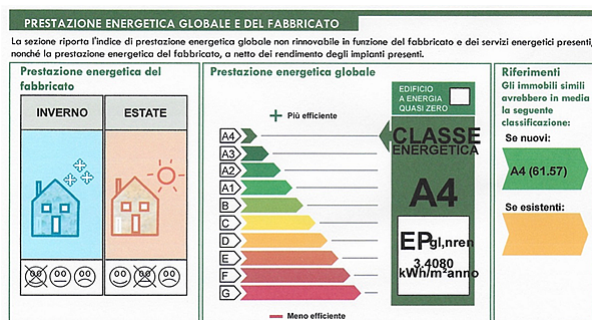 PRESTAZIONE ENERGETICA GLOBALE E DEL FABBRICATO
La sezione riporta l'indice di prestazione energetica globale non rinnovabile in funzione del fabbricato e dei servizi energetici presenti,
nonché la prestazione energetica del fabbricato, a netto dei rendimento degli impianti presenti.
Prestazione energetica del
fabbricato
INVERNO
ESTATE
Prestazione energetica globale
+ Più efficiente
A4
A3
A2
A1
B
C
D
E
F
G
— Meno efficiente
EDIFICIO
A ENERGIA
QUASI ZERO
CLASSE
ENERGETICA
A4
EPgl,nren
3.4080
kWh/m²anno
Riferimenti
Gli immobili simili
avrebbero in media
la seguente
classificazione:
Se nuovi:
A4 (61.57)
Se esistenti: